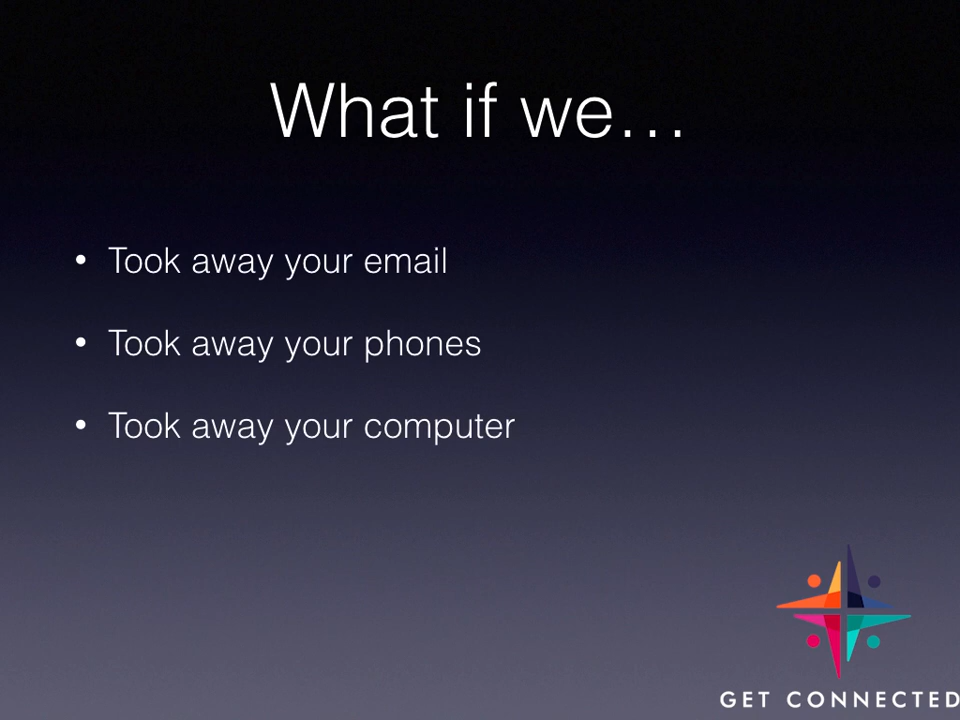 What if we…
• Took away your email
• Took away your phones
• Took away your computer
GET CONNECTED